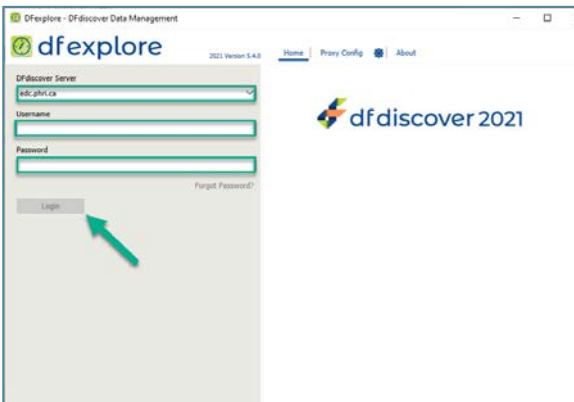 DFexplore - DFdiscover Data Management
dfexplore
2021 Version 5.4.0
Home
Proxy Config
About
DFdiscover Server
edc.phri.ca
Username
Password
Forgot Password?
Login
dfdiscover 2021